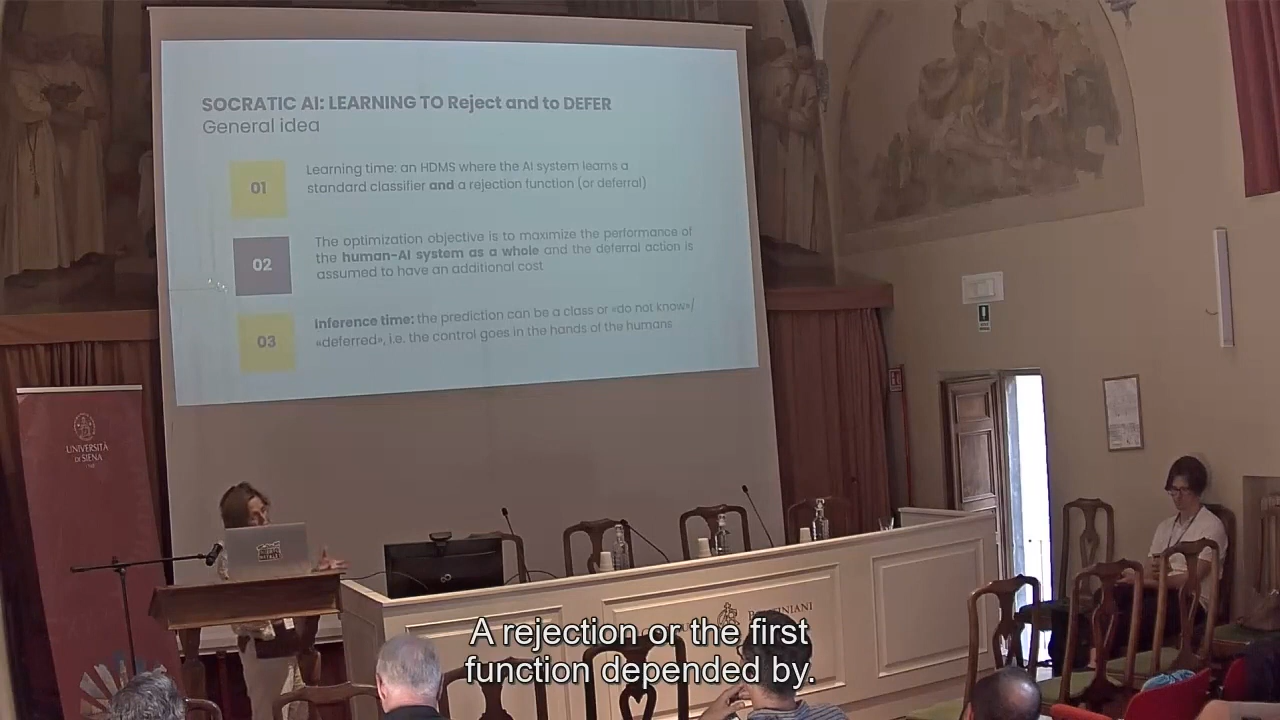 SOCRATIC AI: LEARNING TO Reject and to DEFER
General idea
01
Learning time: an HDMS where the AI system learns a
standard classifier and a rejection function (or deferral)
02
The optimization objective is to maximize the performance of
the human-AI system as a whole and the deferral action is
assumed to have an additional cost
03
Inference time: the prediction can be a class or «do not know»/
«deferred», i.e. the control goes in the hands of the humans
UNIVERSITÀ
DI SIENA
A rejection or the first
function depended by.